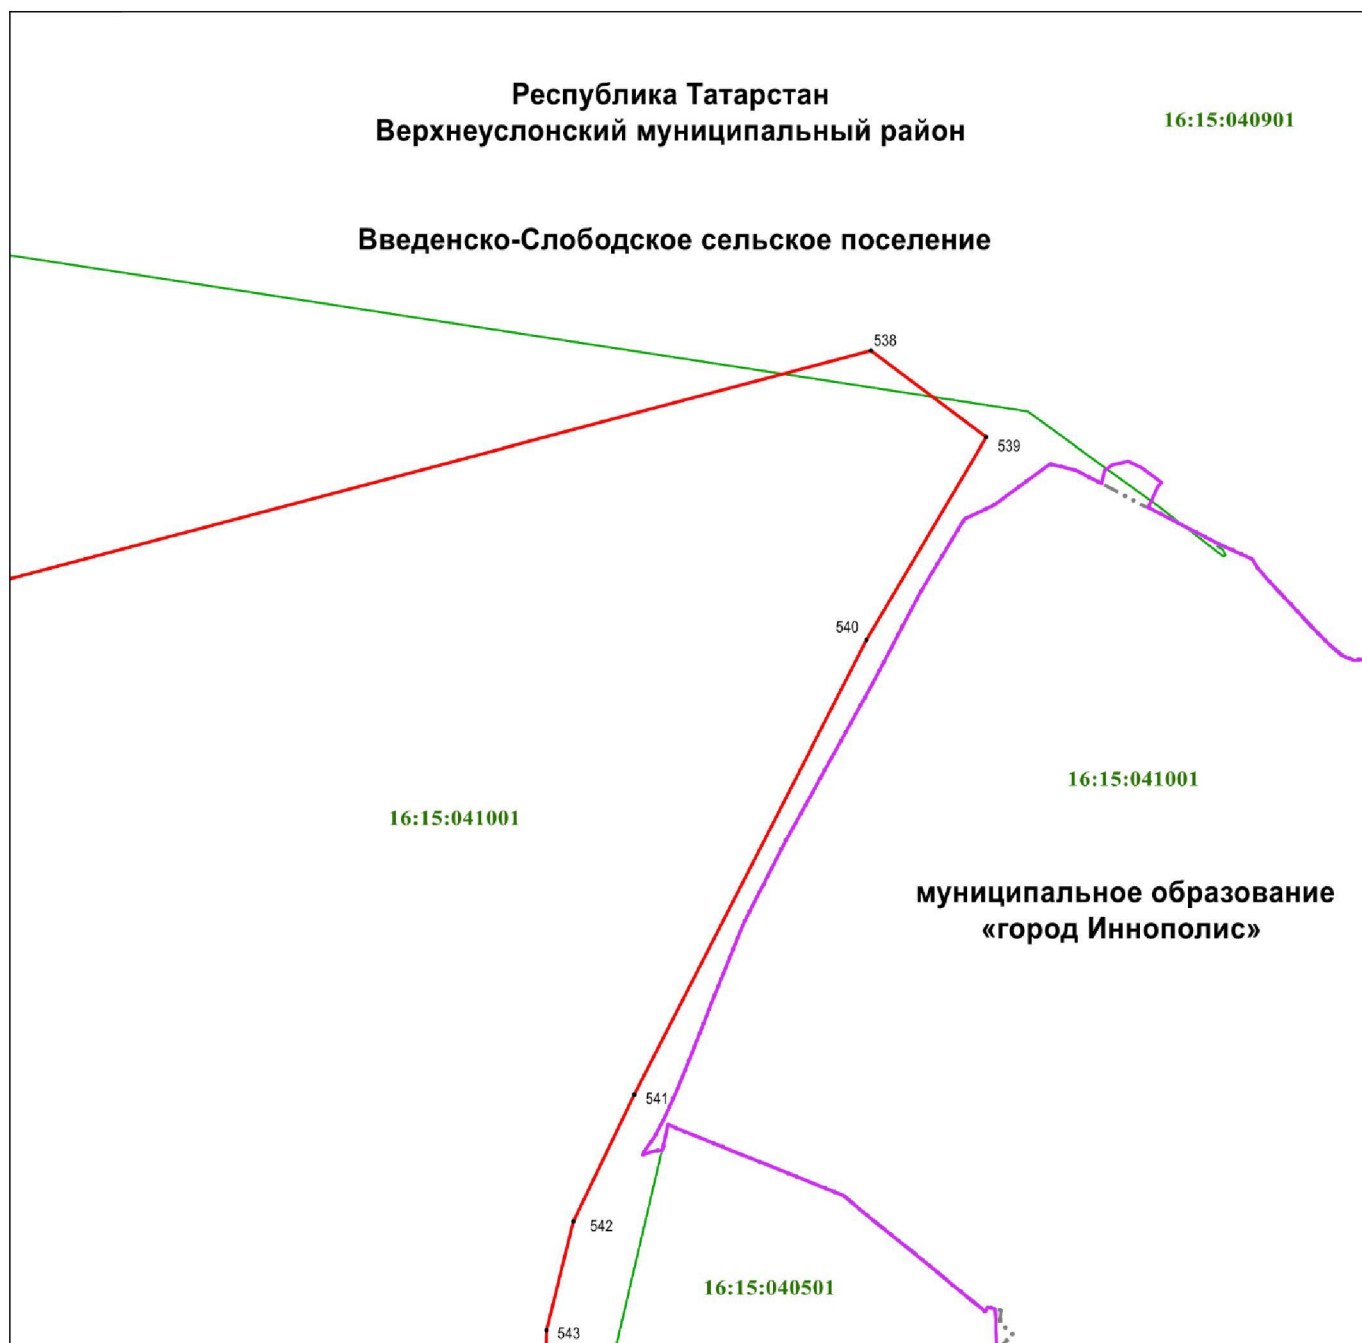 Республика Татарстан
Верхнеуслонский муниципальный район
16:15:040901
Введенско-Слободское сельское поселение
538
539
540
16:15:041001
16:15:041001
муниципальное образование
«город Иннополис»
541
542
16:15:040501
543